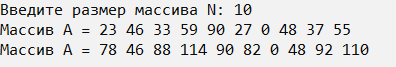 Введите размер массива N: 10
Массив A = 23 46 33 59 90 27 0 48 37 55
Массив A = 78 46 88 114 90 82 0 48 92 110